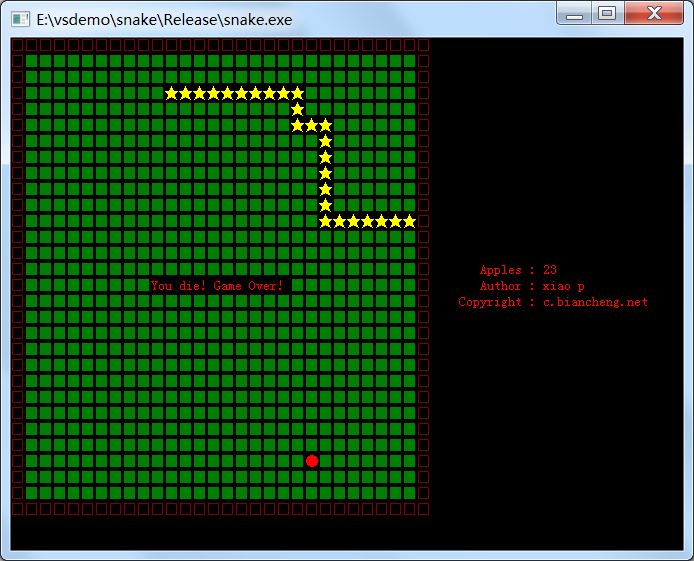 E:\vsdemo\snake\Release\snake.exe
Apples : 23
You die! Game Over!
Author : xiao p
Copyright : c.biancheng.net